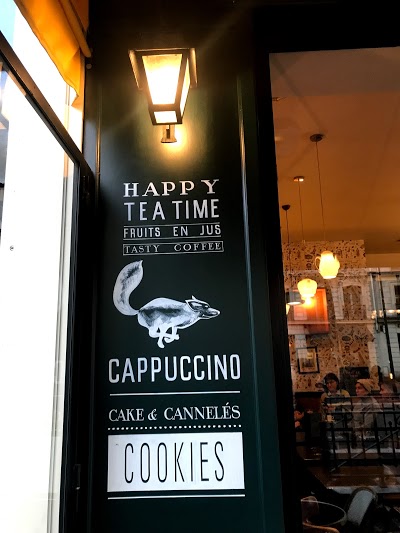 HAPPY
TEA TIME
FRUITS EN JUS
TASTY COFFEE
CAPPUCCINO
CAKE & CANNELÉS
COOKIES